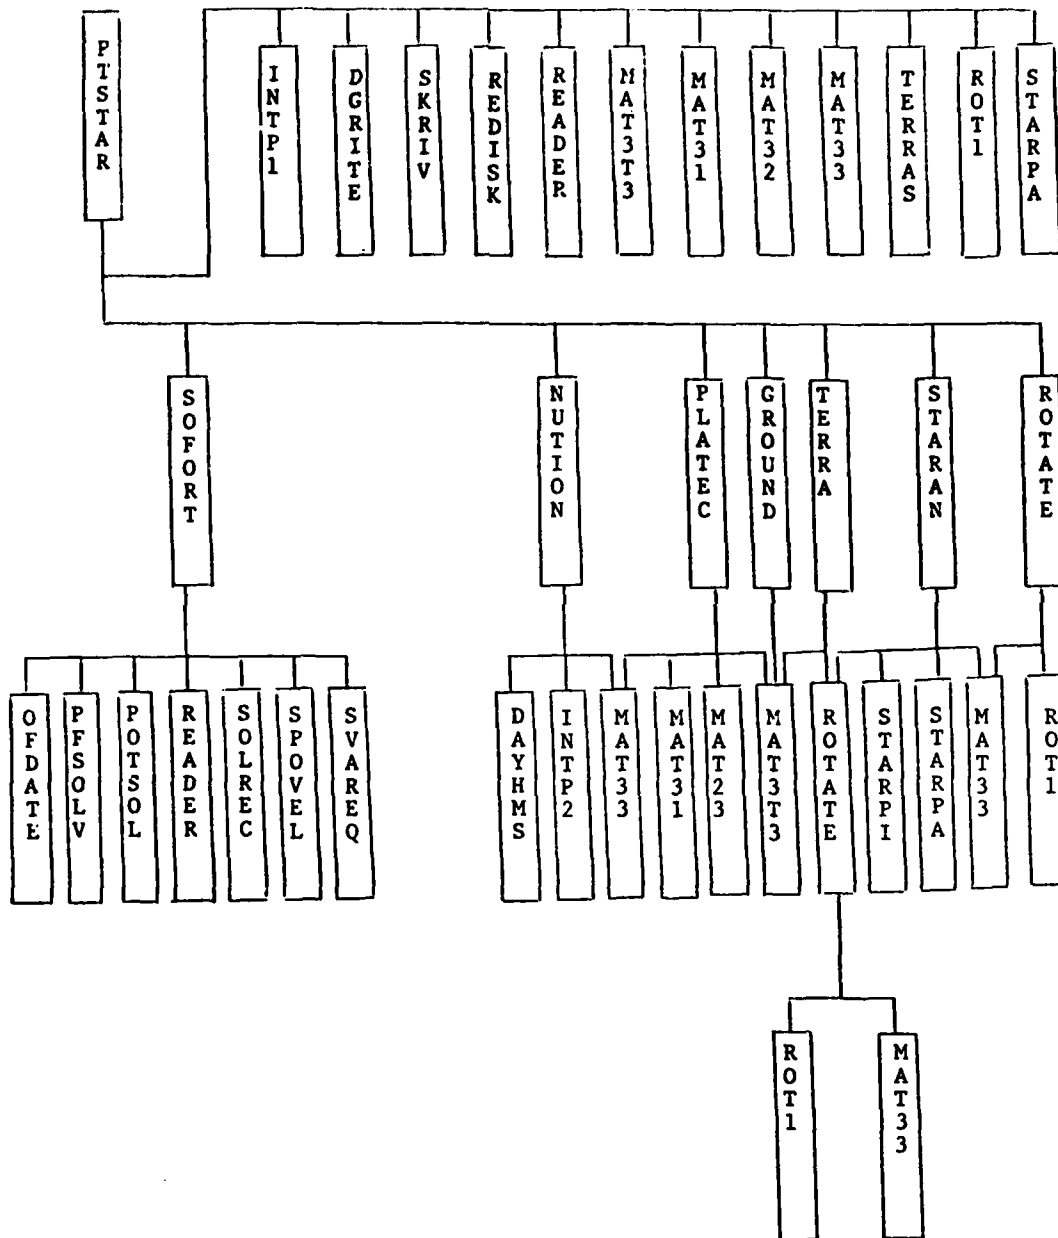 PTSTAR
INTP1
DGRITE
SKRIV
REDISK
READER
MAT3T3
MAT31
MAT32
MAT33
TERRAS
ROT1
STARPA
SOFORT
NUTION
PLATEC
GROUND
TERRA
STARAN
ROTATE
OFDATE
PFSOLV
POTSOL
READER
SOLREC
SPOVEL
SVAREQ
DAYHMS
INTP2
MAT33
MAT31
MAT23
MAT3T3
ROTATE
STARPI
STARPA
MAT33
ROT1
ROT1
MAT33